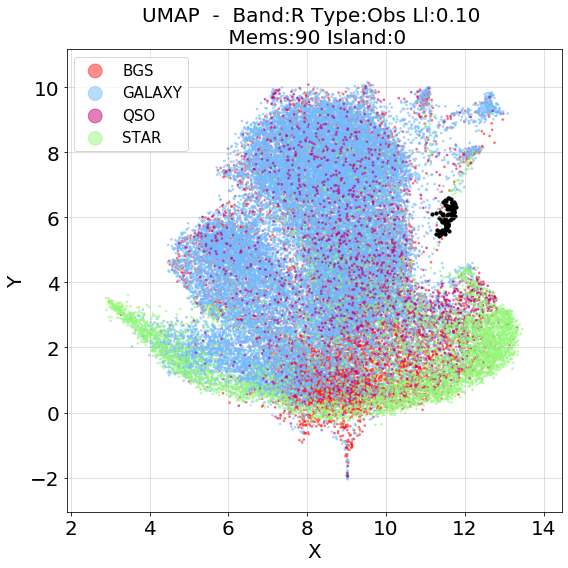 UMAP  -  Band:R Type:Obs Ll:0.10
Mems:90 Island:0
BGS
GALAXY
QSO
STAR
Y
10
8
6
4
2
0
−2
2 4 6 8 10 12 14
X